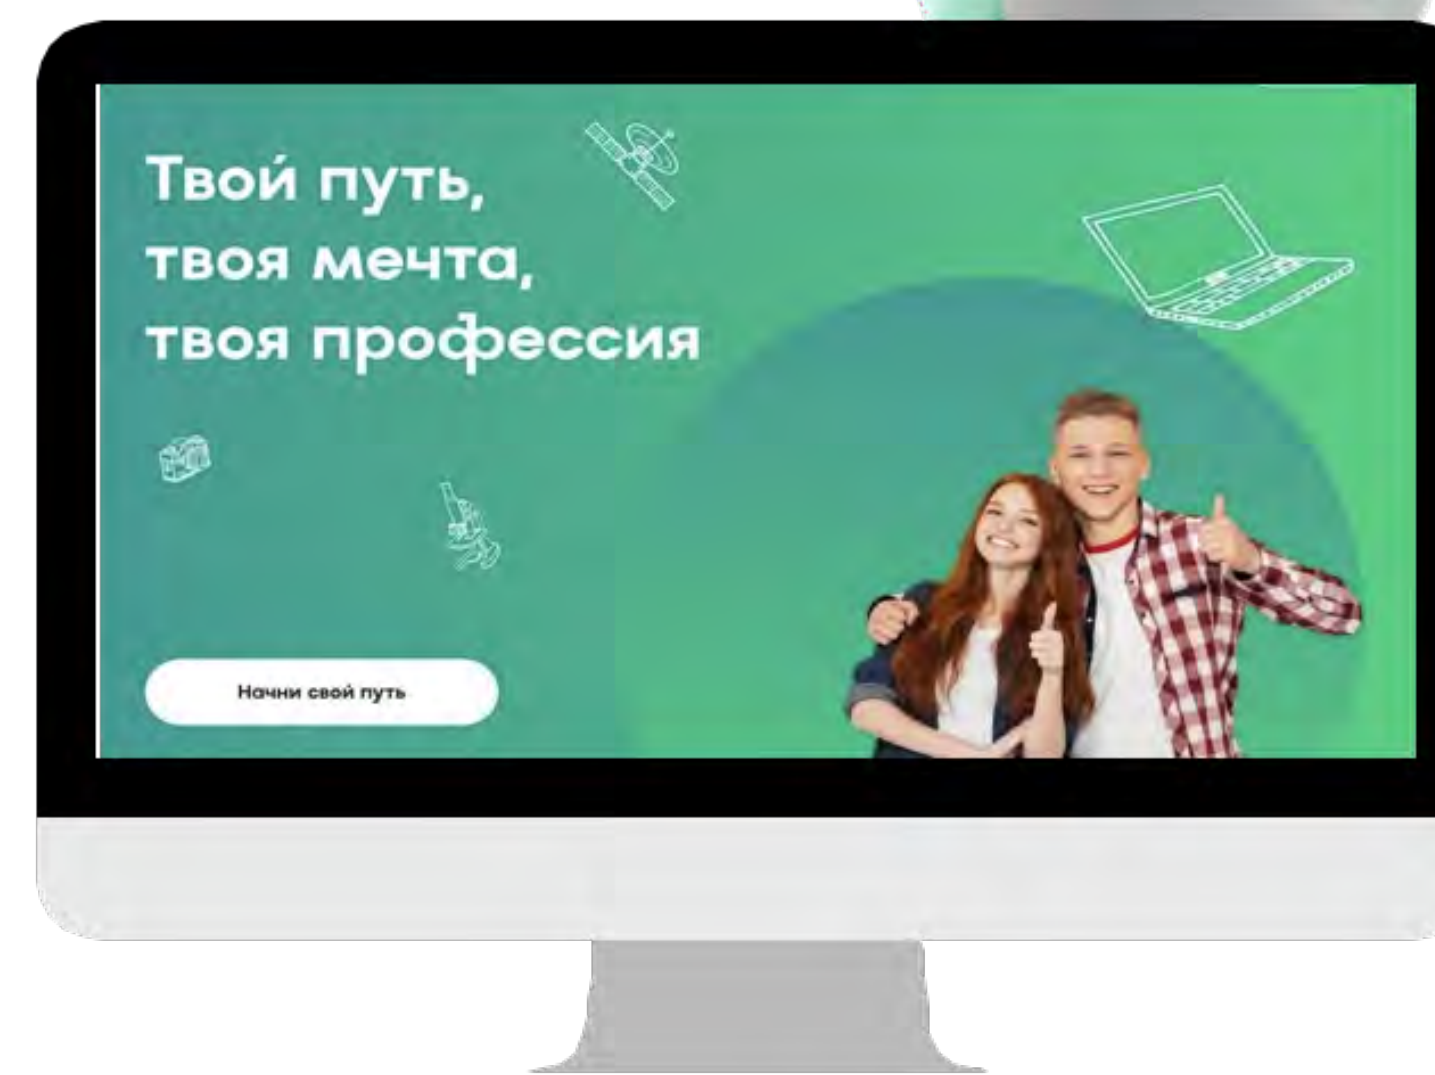 Твой путь,
твоя мечта,
твоя профессия
Начни свой путь